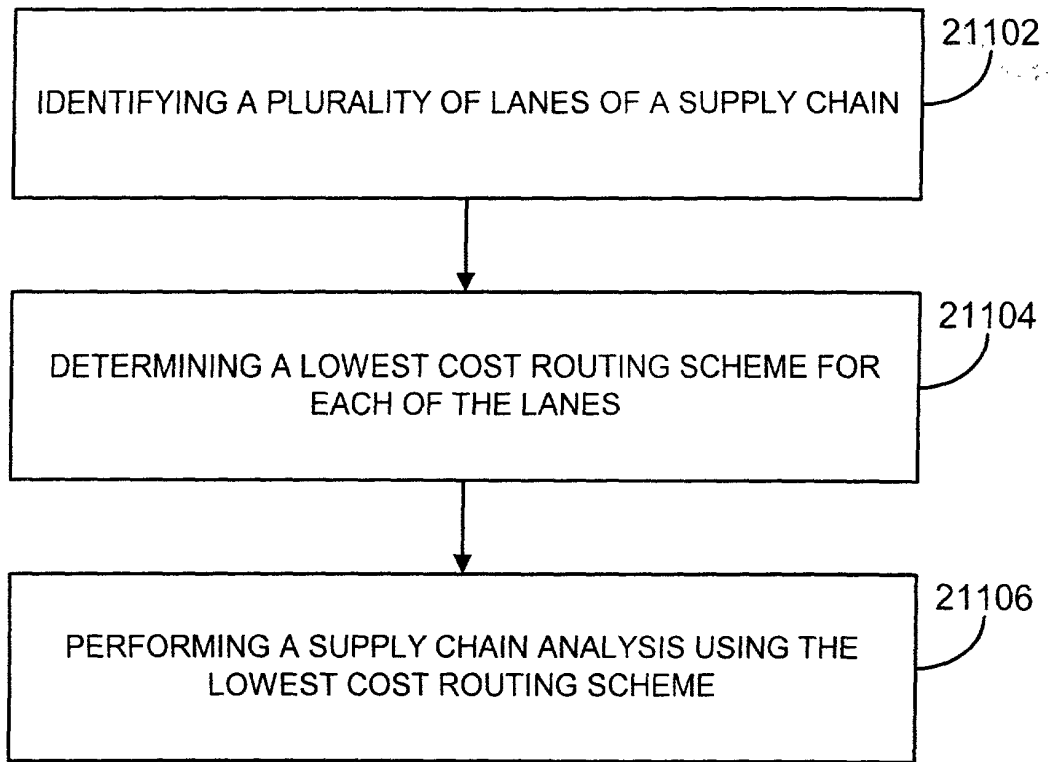 21102
IDENTIFYING A PLURALITY OF LANES OF A SUPPLY CHAIN
21104
DETERMINING A LOWEST COST ROUTING SCHEME FOR
EACH OF THE LANES
21106
PERFORMING A SUPPLY CHAIN ANALYSIS USING THE
LOWEST COST ROUTING SCHEME